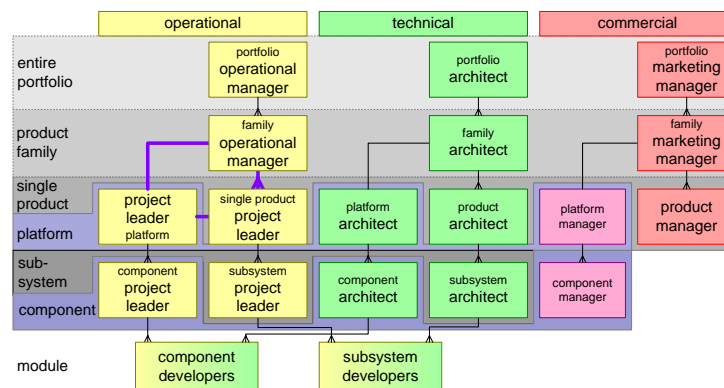 operational
technical
commercial
entire
portfolio
portfolio
operational
manager
portfolio
architect
portfolio
marketing
manager
product
family
family
operational
manager
family
architect
family
marketing
manager
single
product
platform
project
leader
platform
single product
project
leader
platform
architect
product
architect
platform
manager
product
manager
sub-
system
component
component
project
leader
subsystem
project
leader
component
architect
subsystem
architect
component
manager
module
component
developers
subsystem
developers